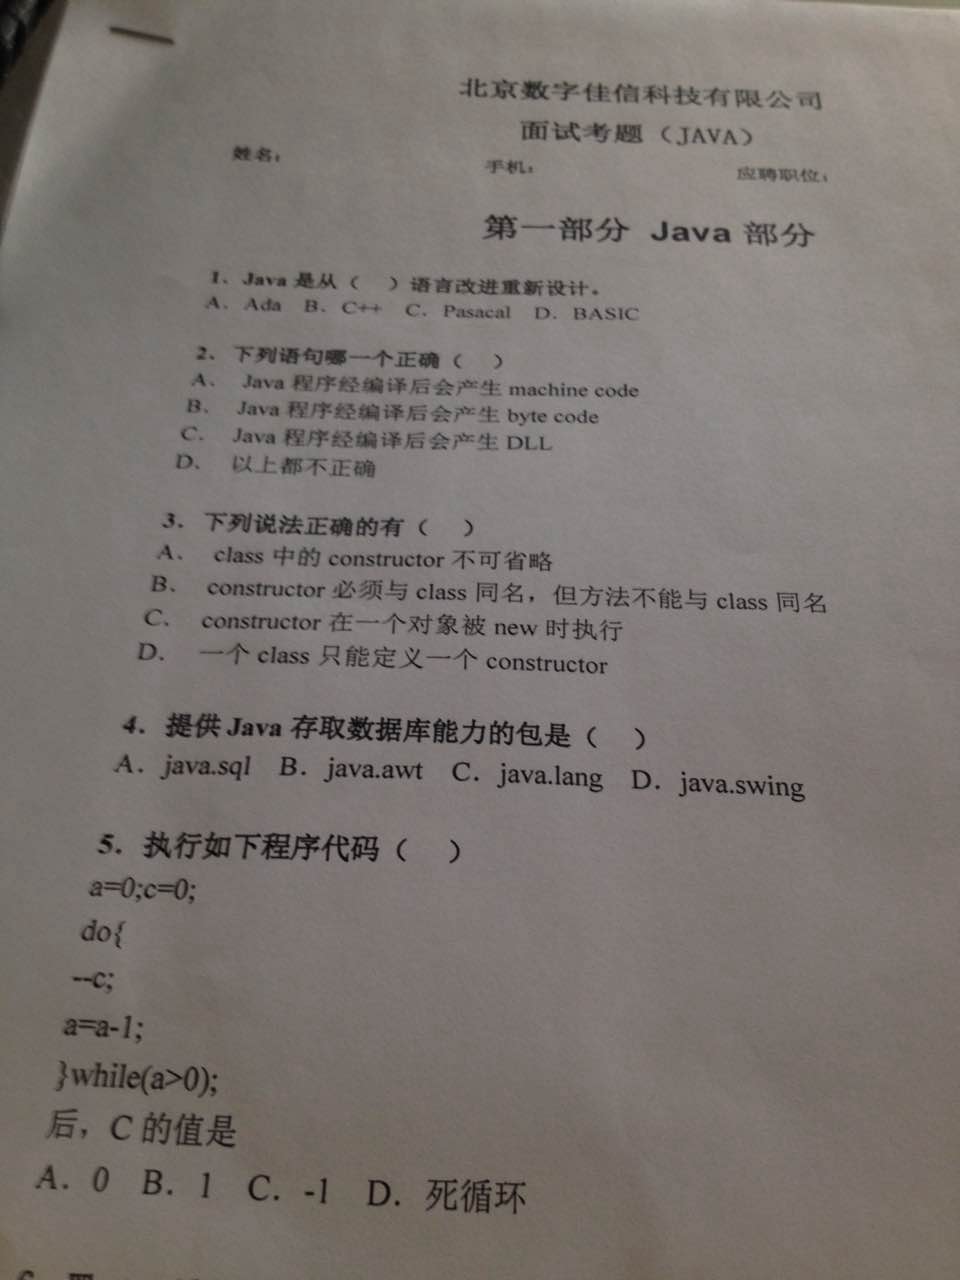 北京数字佳信科技有限公司
面试考题（JAVA）
姓名： 手机： 应聘职位：
第一部分 Java 部分
1、Java 是从（ ）语言改进重新设计。
A．Ada B．C++ C．Pasacal D．BASIC
2、下列语句哪一个正确（ ）
A、 Java 程序经编译后会产生 machine code
B、 Java 程序经编译后会产生 byte code
C． Java 程序经编译后会产生 DLL
D、 以上都不正确
3．下列说法正确的有（ ）
A、 class 中的 constructor 不可省略
B、 constructor 必须与 class 同名，但方法不能与 class 同名
C、 constructor 在一个对象被 new 时执行
D． 一个 class 只能定义一个 constructor
4．提供 Java 存取数据库能力的包是（ ）
A．java.sql B．java.awt C．java.lang D．java.swing
5．执行如下程序代码（ ）
a=0;c=0;
do{
--c;
a=a-1;
}while(a>0);
后，C 的值是
A．0 B．1 C．-1 D．死循环